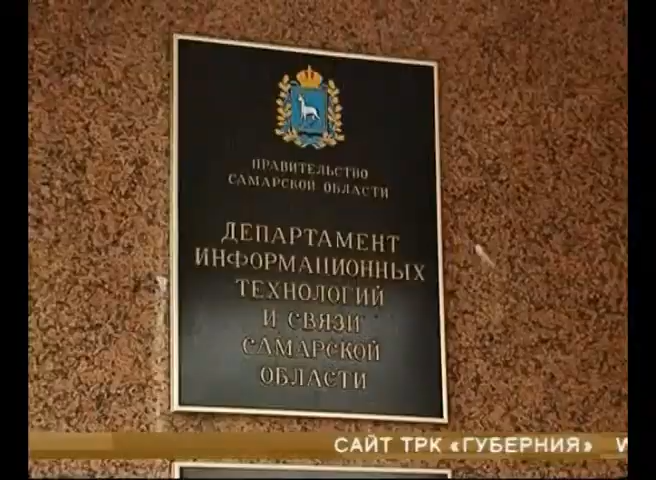 ПРАВИТЕЛЬСТВО
САМАРСКОЙ ОБЛАСТИ
ДЕПАРТАМЕНТ
ИНФОРМАЦИОННЫХ
ТЕХНОЛОГИЙ
И СВЯЗИ
САМАРСКОЙ
ОБЛАСТИ
САЙТ ТРК «ГУБЕРНИЯ»